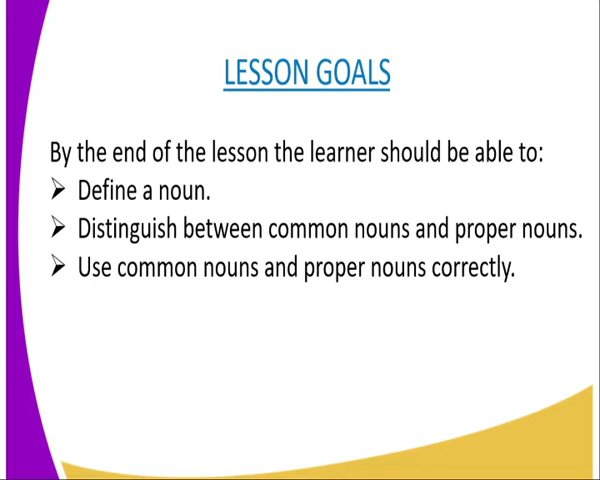 LESSON GOALS
By the end of the lesson the learner should be able to:
➢ Define a noun.
➢ Distinguish between common nouns and proper nouns.
➢ Use common nouns and proper nouns correctly.